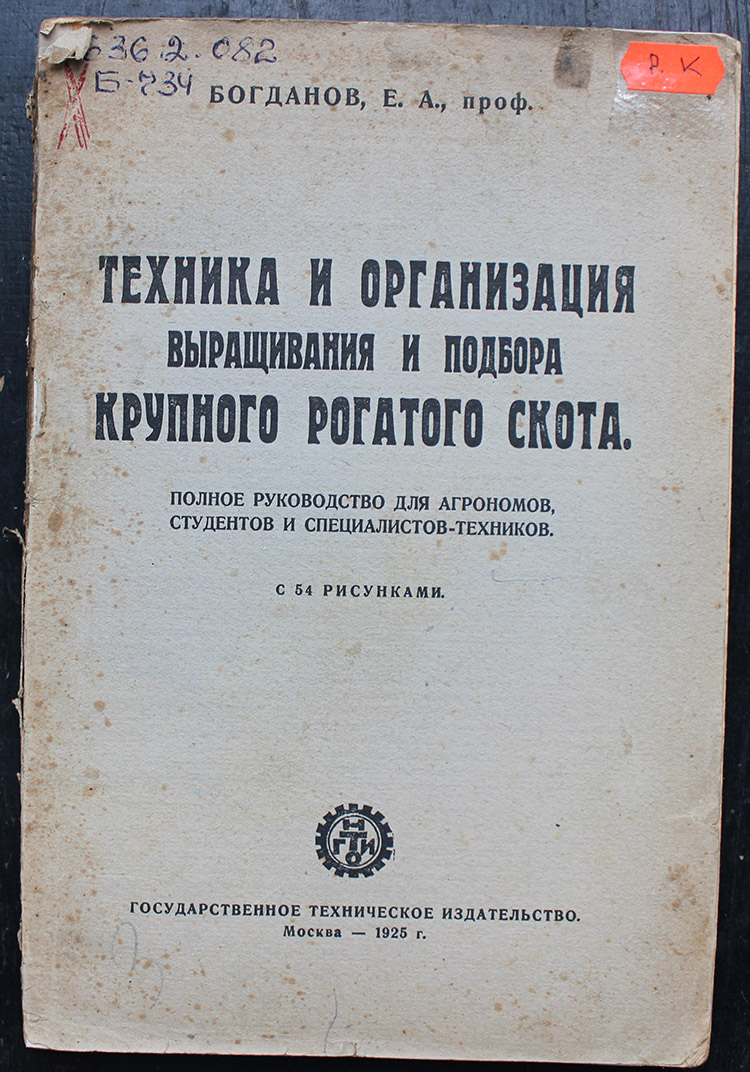 636.2.082
Б-734
Р. К
БОГДАНОВ, Е. А., проф.
ТЕХНИКА И ОРГАНИЗАЦИЯ
ВЫРАЩИВАНИЯ И ПОДБОРА
КРУПНОГО РОГАТОГО СКОТА.
ПОЛНОЕ РУКОВОДСТВО ДЛЯ АГРОНОМОВ,
СТУДЕНТОВ И СПЕЦИАЛИСТОВ-ТЕХНИКОВ.
С 54 РИСУНКАМИ.
Н
ГТИ
О
ГОСУДАРСТВЕННОЕ ТЕХНИЧЕСКОЕ ИЗДАТЕЛЬСТВО.
Москва — 1925 г.